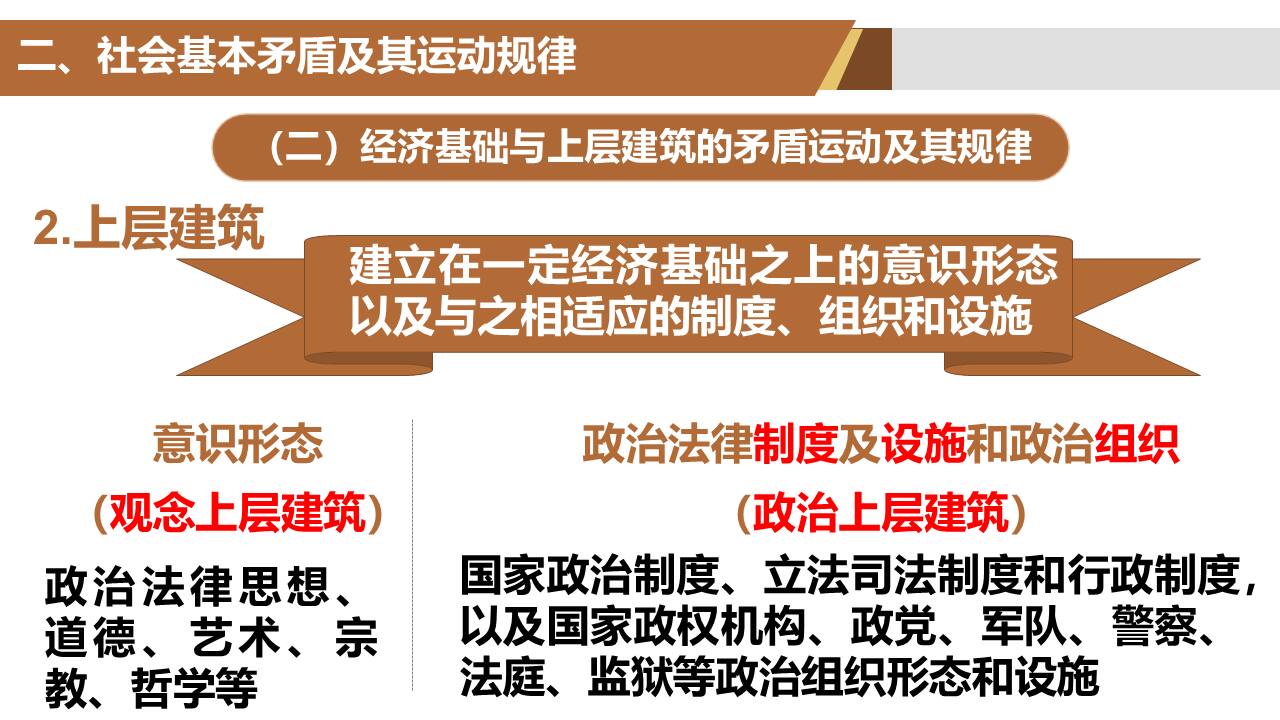 二、社会基本矛盾及其运动规律
（二）经济基础与上层建筑的矛盾运动及其规律
2.上层建筑
建立在一定经济基础之上的意识形态
以及与之相适应的制度、组织和设施
意识形态
（观念上层建筑）
政治法律思想、
道德、艺术、宗
教、哲学等
政治法律制度及设施和政治组织
（政治上层建筑）
国家政治制度、立法司法制度和行政制度，
以及国家政权机构、政党、军队、警察、
法庭、监狱等政治组织形态和设施